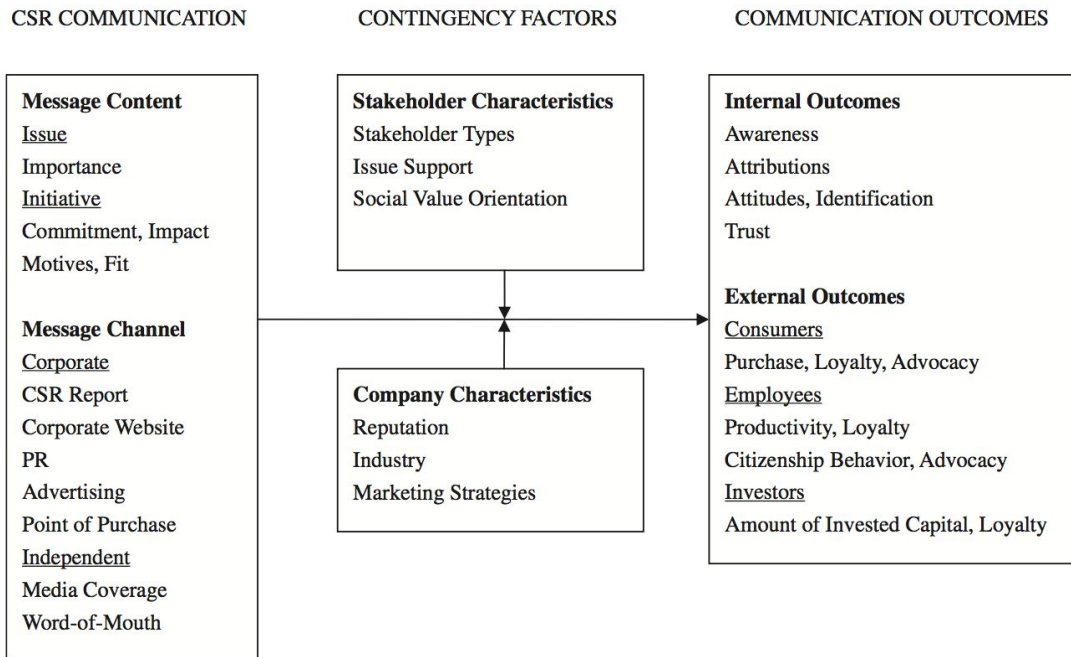 CSR COMMUNICATION
CONTINGENCY FACTORS
COMMUNICATION OUTCOMES
Message Content
Issue
Importance
Initiative
Commitment, Impact
Motives, Fit
Message Channel
Corporate
CSR Report
Corporate Website
PR
Advertising
Point of Purchase
Independent
Media Coverage
Word-of-Mouth
Stakeholder Characteristics
Stakeholder Types
Issue Support
Social Value Orientation
Company Characteristics
Reputation
Industry
Marketing Strategies
Internal Outcomes
Awareness
Attributions
Attitudes, Identification
Trust
External Outcomes
Consumers
Purchase, Loyalty, Advocacy
Employees
Productivity, Loyalty
Citizenship Behavior, Advocacy
Investors
Amount of Invested Capital, Loyalty